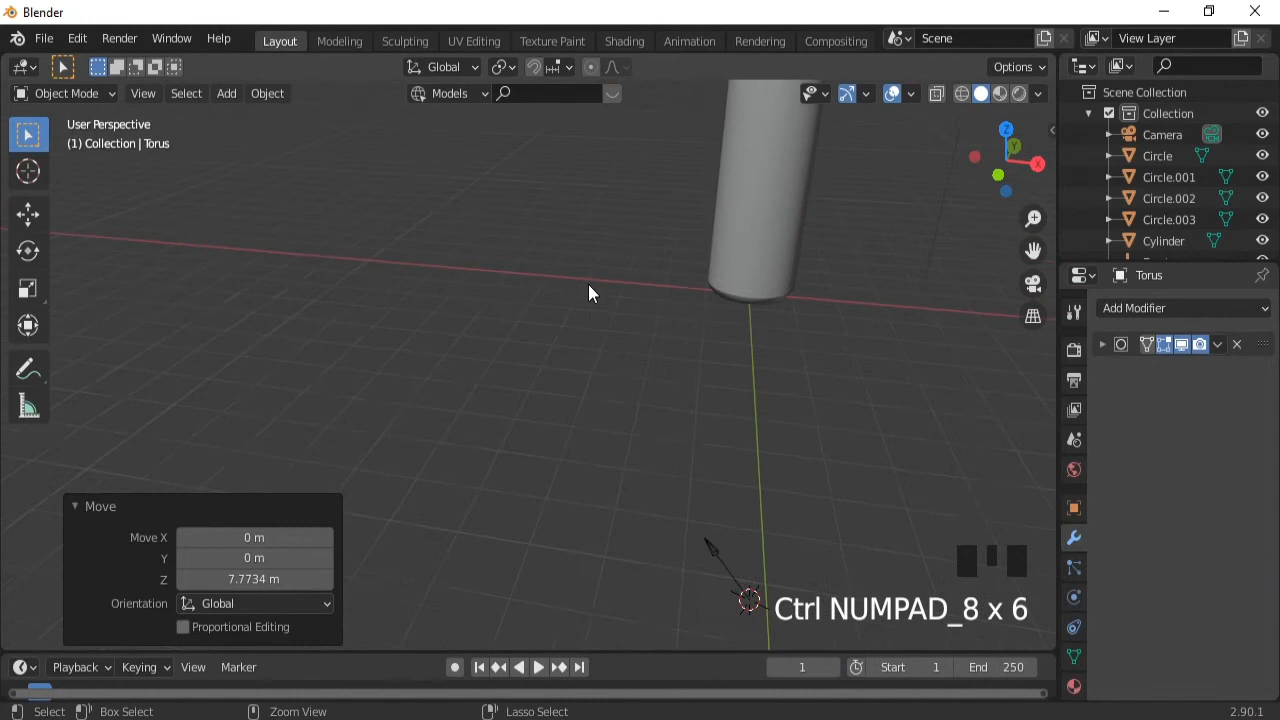 Blender
File Edit Render Window Help
Layout Modeling Sculpting UV Editing Texture Paint Shading Animation Rendering Compositing
Scene
View Layer
Global
Options
Object Mode View Select Add Object
Models
User Perspective
(1) Collection | Torus
Z
Y
X
Scene Collection
Collection
Camera
Circle
Circle.001
Circle.002
Circle.003
Cylinder
Torus
Add Modifier
Move
Move X 0 m
Y 0 m
Z 7.7734 m
Orientation Global
Proportional Editing
Ctrl NUMPAD_8 x 6
Playback Keying View Marker
1
Start 1
End 250
Select Box Select Zoom View Lasso Select
2.90.1